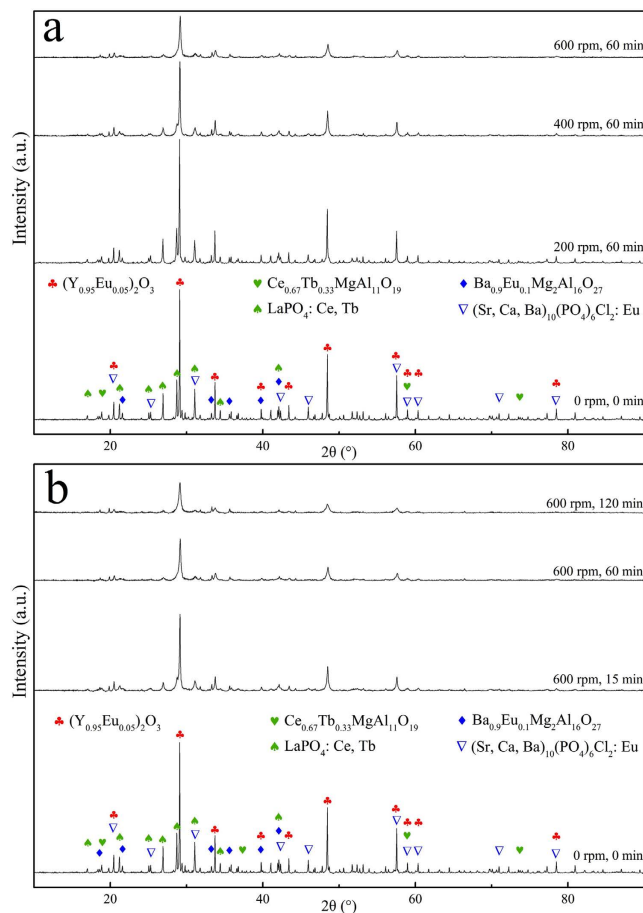 a
600 rpm, 60 min
400 rpm, 60 min
200 rpm, 60 min
Intensity (a.u.)
♣ (Y₀.₉₅Eu₀.₀₅)₂O₃ ♥ Ce₀.₆₇Tb₀.₃₃MgAl₁₁O₁₉ ♦ Ba₀.₉Eu₀.₁Mg₂Al₁₆O₂₇
♠ LaPO₄: Ce, Tb ▽ (Sr, Ca, Ba)₁₀(PO₄)₆Cl₂: Eu
0 rpm, 0 min
20 40 60 80
2θ (°)
b
600 rpm, 120 min
600 rpm, 60 min
600 rpm, 15 min
Intensity (a.u.)
♣ (Y₀.₉₅Eu₀.₀₅)₂O₃ ♥ Ce₀.₆₇Tb₀.₃₃MgAl₁₁O₁₉ ♦ Ba₀.₉Eu₀.₁Mg₂Al₁₆O₂₇
♠ LaPO₄: Ce, Tb ▽ (Sr, Ca, Ba)₁₀(PO₄)₆Cl₂: Eu
0 rpm, 0 min
20 40 60 80
2θ (°)